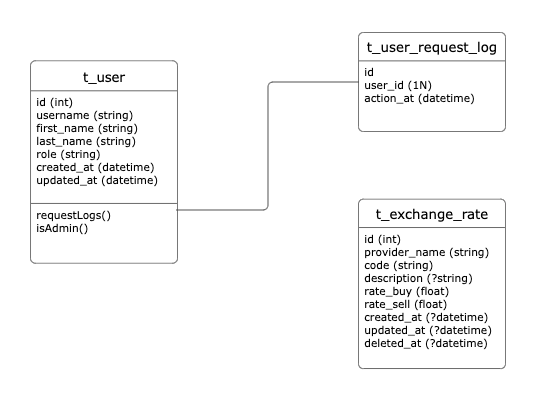 t_user
id (int)
username (string)
first_name (string)
last_name (string)
role (string)
created_at (datetime)
updated_at (datetime)
requestLogs()
isAdmin()
t_user_request_log
id
user_id (1N)
action_at (datetime)
t_exchange_rate
id (int)
provider_name (string)
code (string)
description (?string)
rate_buy (float)
rate_sell (float)
created_at (?datetime)
updated_at (?datetime)
deleted_at (?datetime)